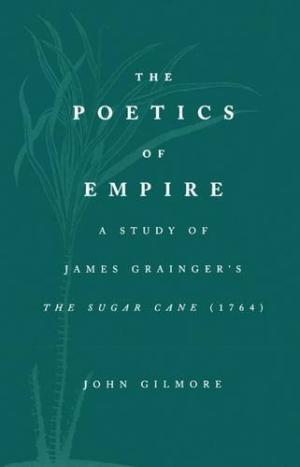 THE
POETICS
OF
EMPIRE
A STUDY OF
JAMES GRAINGER'S
THE SUGAR CANE (1764)
JOHN GILMORE